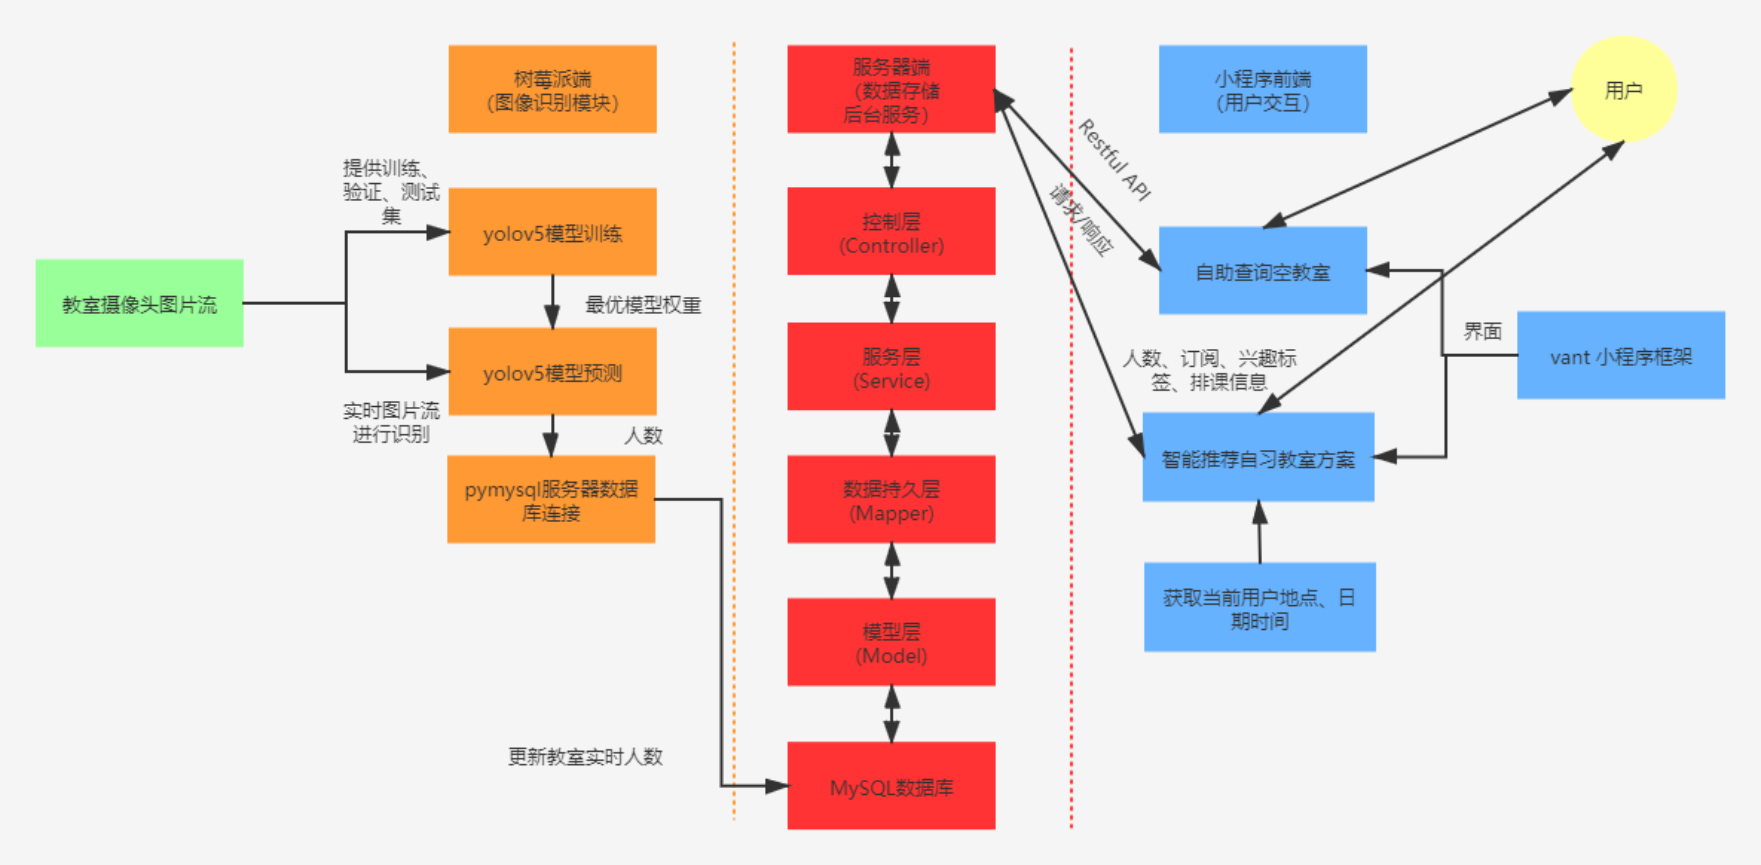 树莓派端
（图像识别模块）
提供训练、
验证、测试
集
yolov5模型训练
教室摄像头图片流
最优模型权重
yolov5模型预测
实时图片流
进行识别
人数
pymysql服务器数据
库连接
更新教室实时人数
服务器端
（数据存储
后台服务）
控制层
(Controller)
服务层
(Service)
数据持久层
(Mapper)
模型层
(Model)
MySQL数据库
Restful API
请求/响应
小程序前端
（用户交互）
用户
自助查询空教室
界面
vant 小程序框架
人数、订阅、兴趣标
签、排课信息
智能推荐自习教室方案
获取当前用户地点、日
期时间